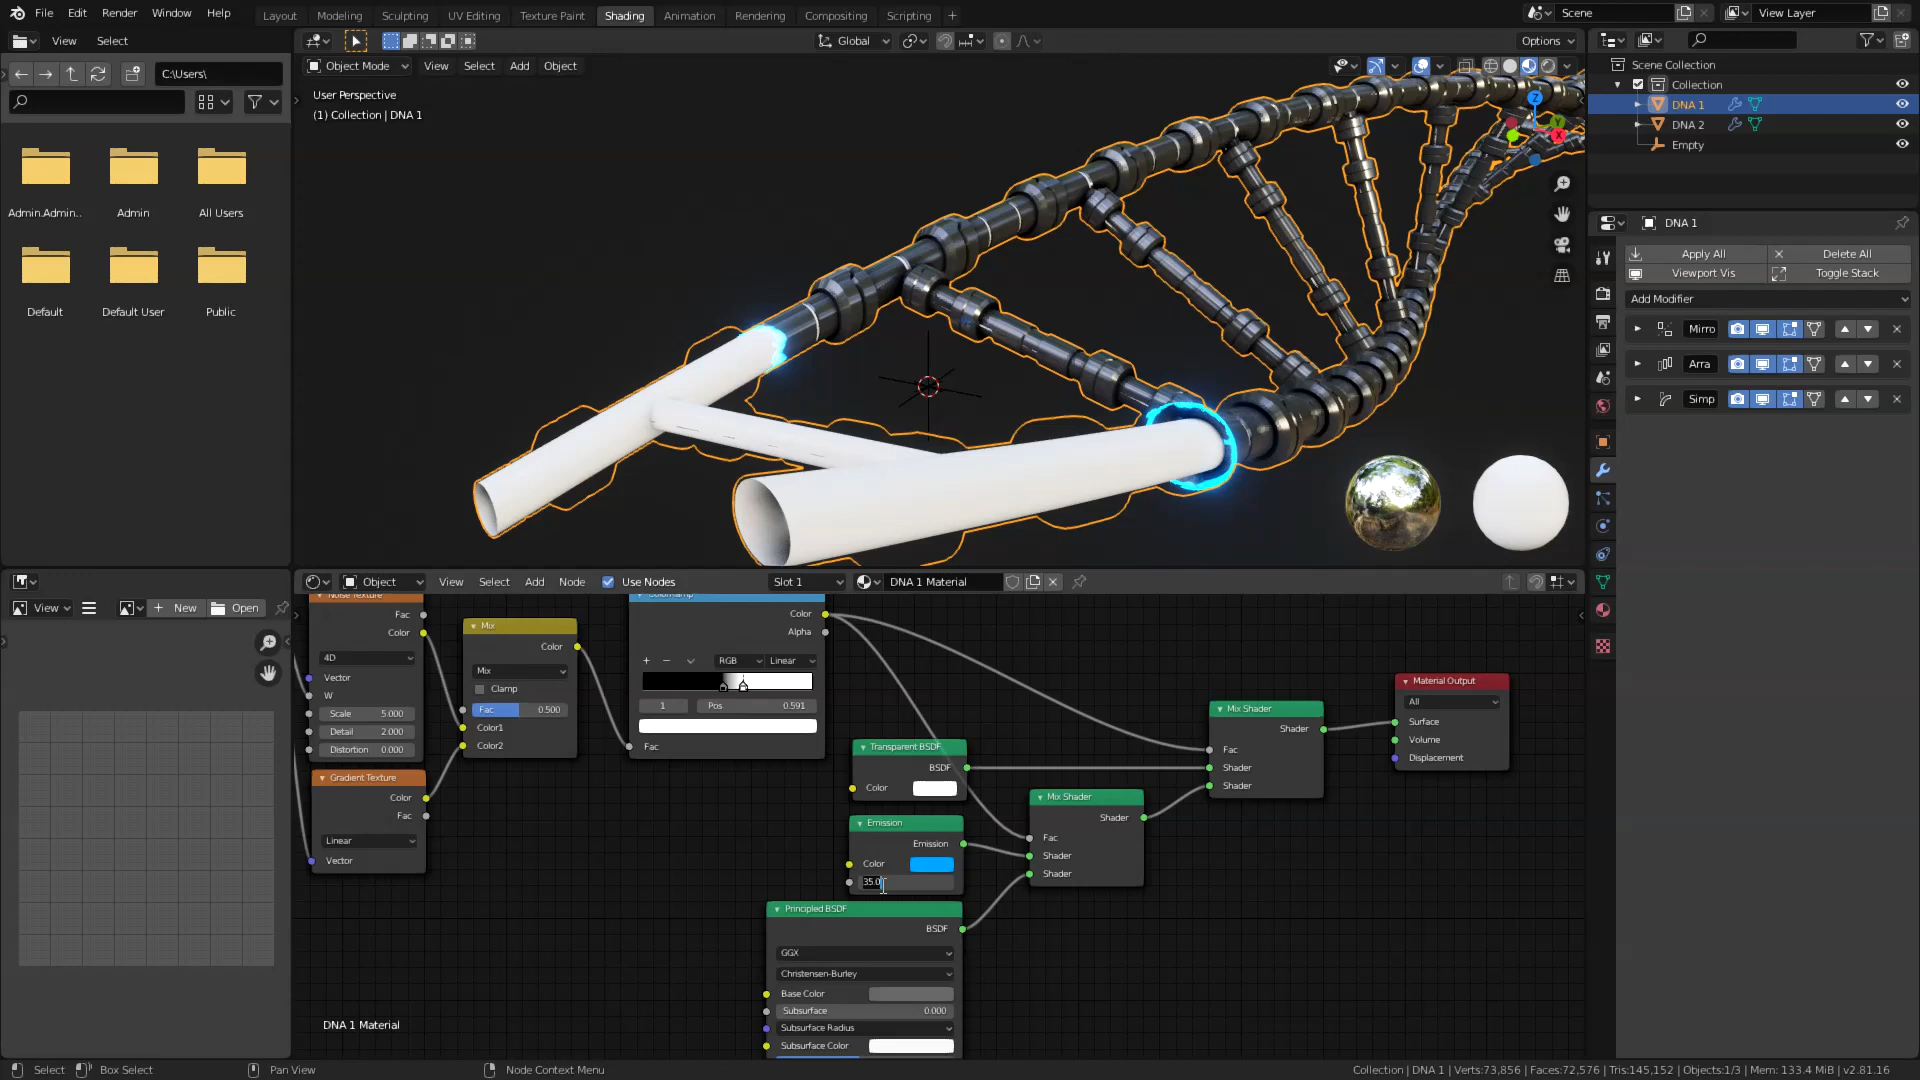 File Edit Render Window Help
Layout Modeling Sculpting UV Editing Texture Paint Shading Animation Rendering Compositing Scripting +
Scene
View Layer
View Select
Global
Options
C:\Users\
Object Mode View Select Add Object
Scene Collection
Collection
DNA 1
DNA 2
Empty
User Perspective
(1) Collection | DNA 1
Z
Y
X
Admin.Admin.. Admin All Users
Default Default User Public
DNA 1
Apply All Delete All
Viewport Vis Toggle Stack
Add Modifier
Mirro
Arra
Simp
Object View Select Add Node Use Nodes Slot 1 DNA 1 Material
View New Open
Fac
Color
4D
Vector
W
Scale 5.000
Detail 2.000
Distortion 0.000
Gradient Texture
Color
Fac
Linear
Vector
Mix
Color
Mix
Clamp
Fac 0.500
Color1
Color2
Color
Alpha
RGB Linear
1 Pos 0.591
Fac
Transparent BSDF
BSDF
Color
Emission
Emission
Color
35.0
Principled BSDF
BSDF
GGX
Christensen-Burley
Base Color
Subsurface 0.000
Subsurface Radius
Subsurface Color
Mix Shader
Shader
Fac
Shader
Shader
Mix Shader
Shader
Fac
Shader
Shader
Material Output
All
Surface
Volume
Displacement
DNA 1 Material
Select Box Select Pan View Node Context Menu
Collection | DNA 1 | Verts:73,856 | Faces:72,576 | Tris:145,152 | Objects:1/3 | Mem: 133.4 MiB | v2.81.16